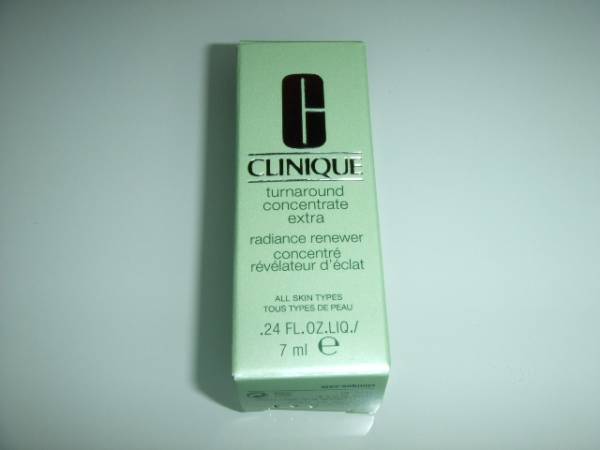 C
CLINIQUE
turnaround
concentrate
extra
radiance renewer
concentré
révélateur d'éclat
ALL SKIN TYPES
TOUS TYPES DE PEAU
.24 FL.OZ.LIQ./
7 ml e